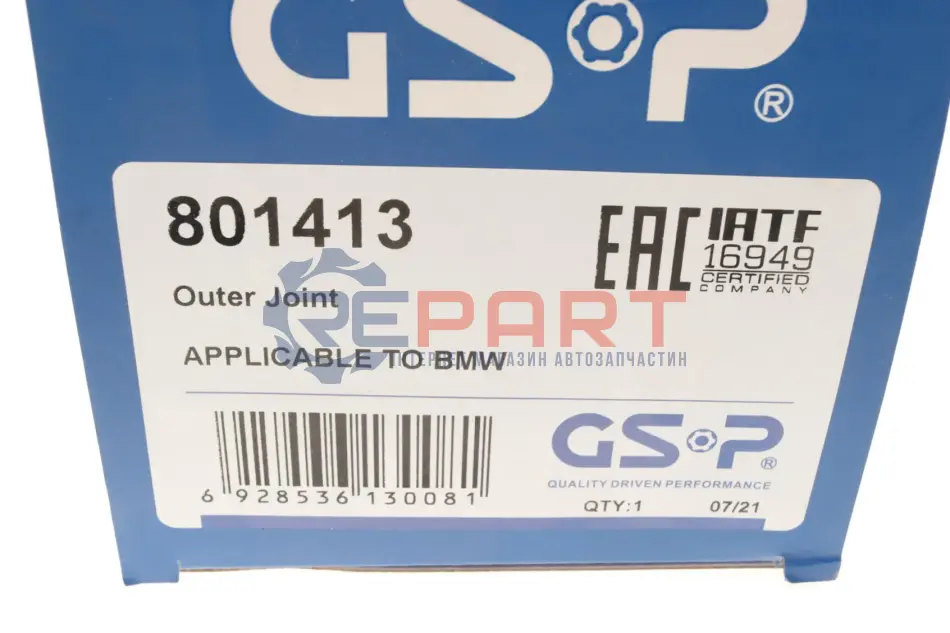 GS·P ®
801413
EAC
IATF
16949
CERTIFIED
COMPANY
Outer Joint
REPART
ИНТЕРНЕТ МАГАЗИН АВТОЗАПЧАСТИН
APPLICABLE TO BMW
6 928536 130081
GS·P ®
QUALITY DRIVEN PERFORMANCE
QTY:1 07/21